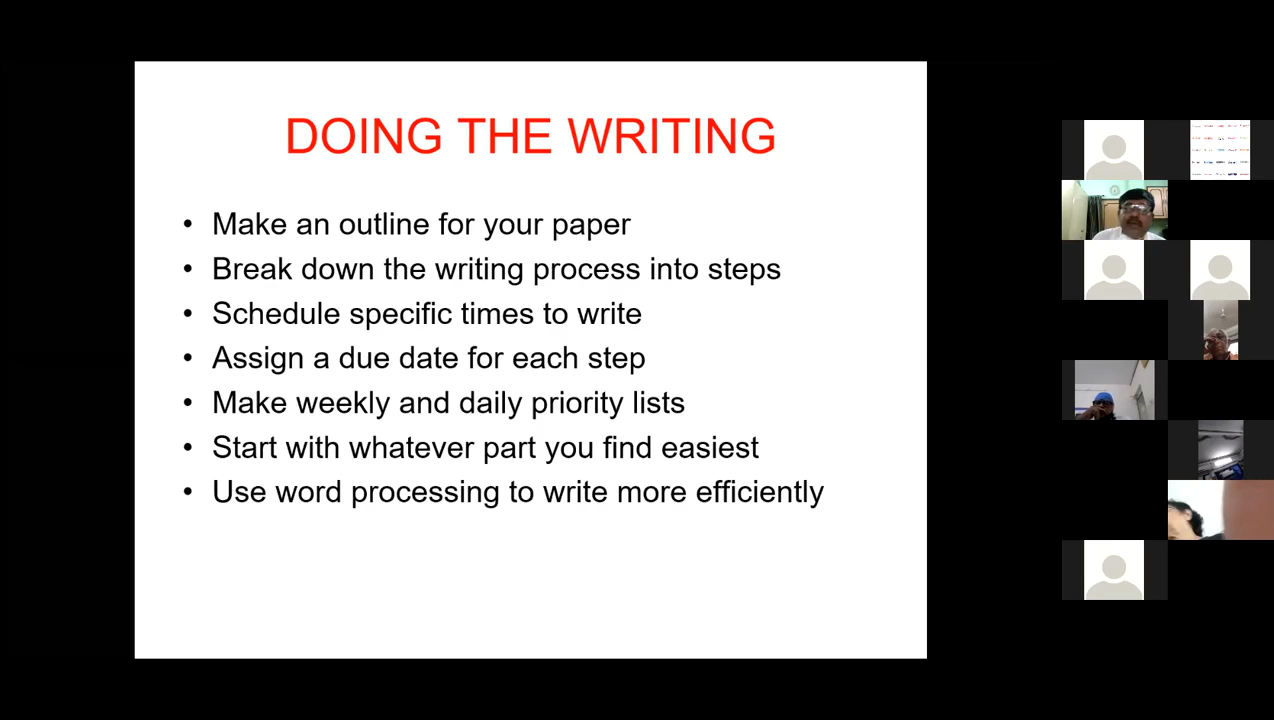 DOING THE WRITING
• Make an outline for your paper
• Break down the writing process into steps
• Schedule specific times to write
• Assign a due date for each step
• Make weekly and daily priority lists
• Start with whatever part you find easiest
• Use word processing to write more efficiently